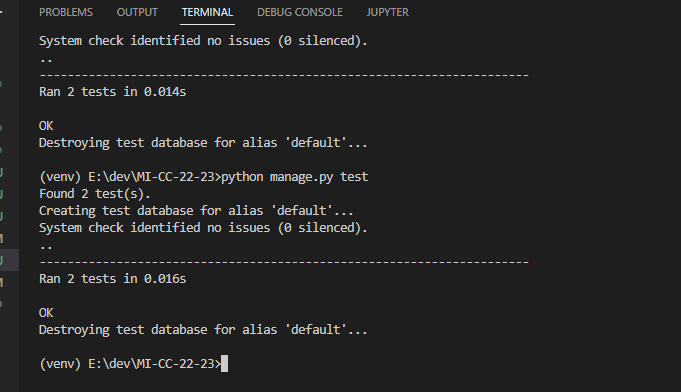 PROBLEMS OUTPUT TERMINAL DEBUG CONSOLE JUPYTER
System check identified no issues (0 silenced).
..
----------------------------------------------------------------------
Ran 2 tests in 0.014s
OK
Destroying test database for alias 'default'...
(venv) E:\dev\MI-CC-22-23>python manage.py test
Found 2 test(s).
Creating test database for alias 'default'...
System check identified no issues (0 silenced).
..
----------------------------------------------------------------------
Ran 2 tests in 0.016s
OK
Destroying test database for alias 'default'...
(venv) E:\dev\MI-CC-22-23>